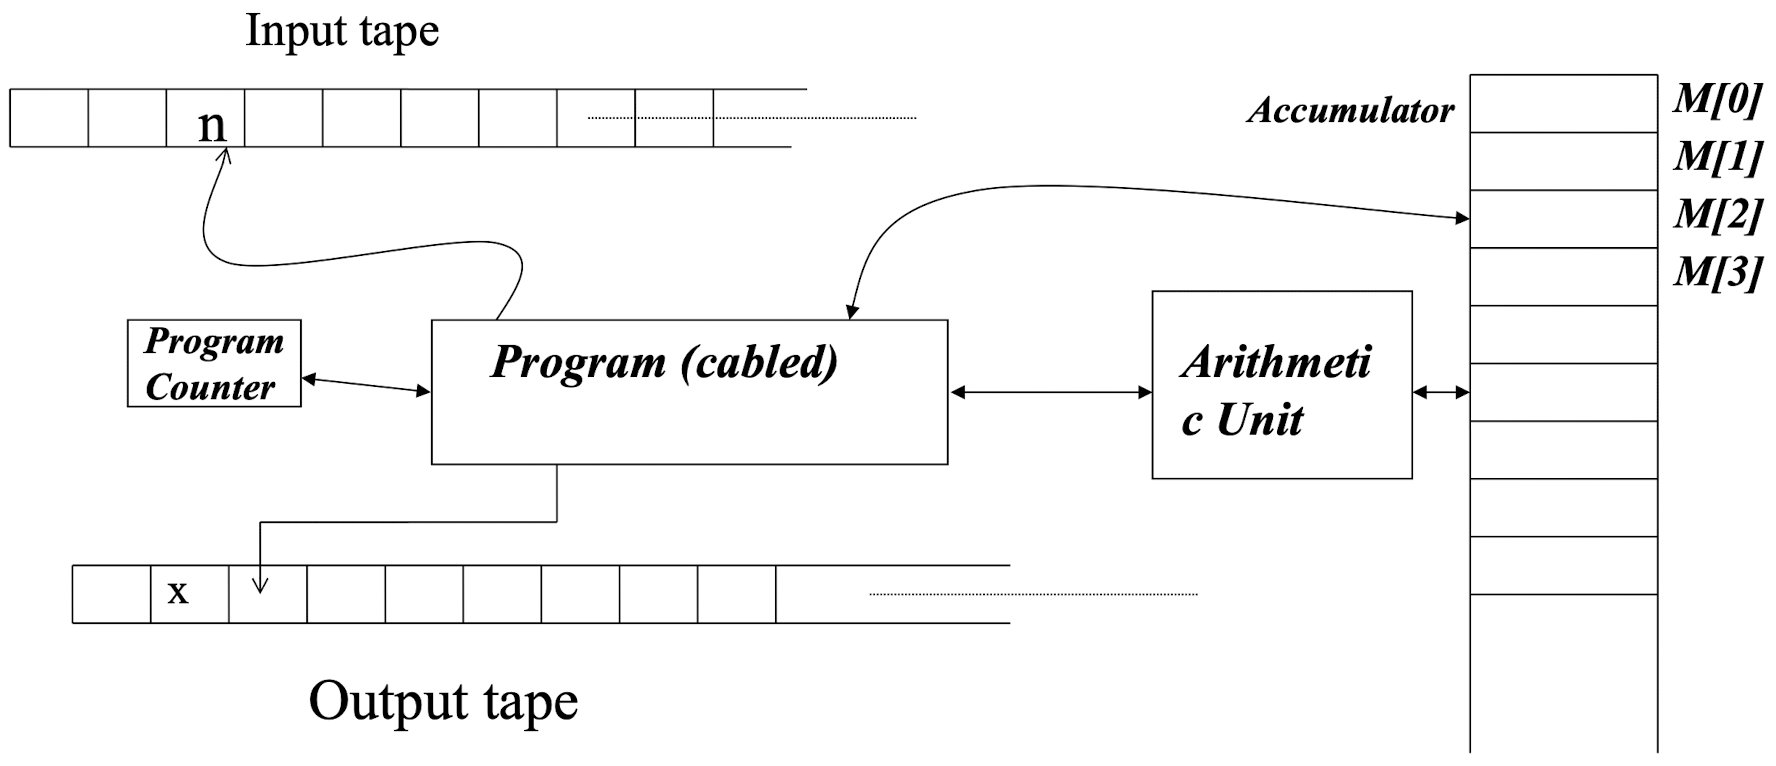 Input tape
n
Accumulator
M[0]
M[1]
M[2]
M[3]
Program
Counter
Program (cabled)
Arithmeti
c Unit
x
Output tape